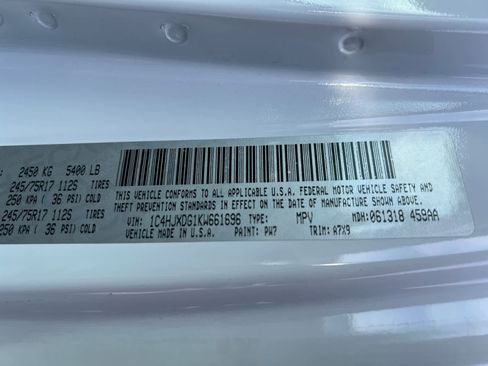 : 2450 KG 5400 LB
245/75R17 112S TIRES
250 KPA ( 36 PSI) COLD
245/75R17 112S TIRES
250 KPA ( 36 PSI) COLD
THIS VEHICLE CONFORMS TO ALL APPLICABLE U.S.A. FEDERAL MOTOR VEHICLE SAFETY AND
THEFT PREVENTION STANDARDS IN EFFECT ON THE DATE OF MANUFACTURE SHOWN ABOVE.
VIN: 1C4HJXDG1KW661696 TYPE: MPV MDH: 061318 459AA
VEHICLE MADE IN U.S.A. PAINT: PW7 TRIM: A7X9